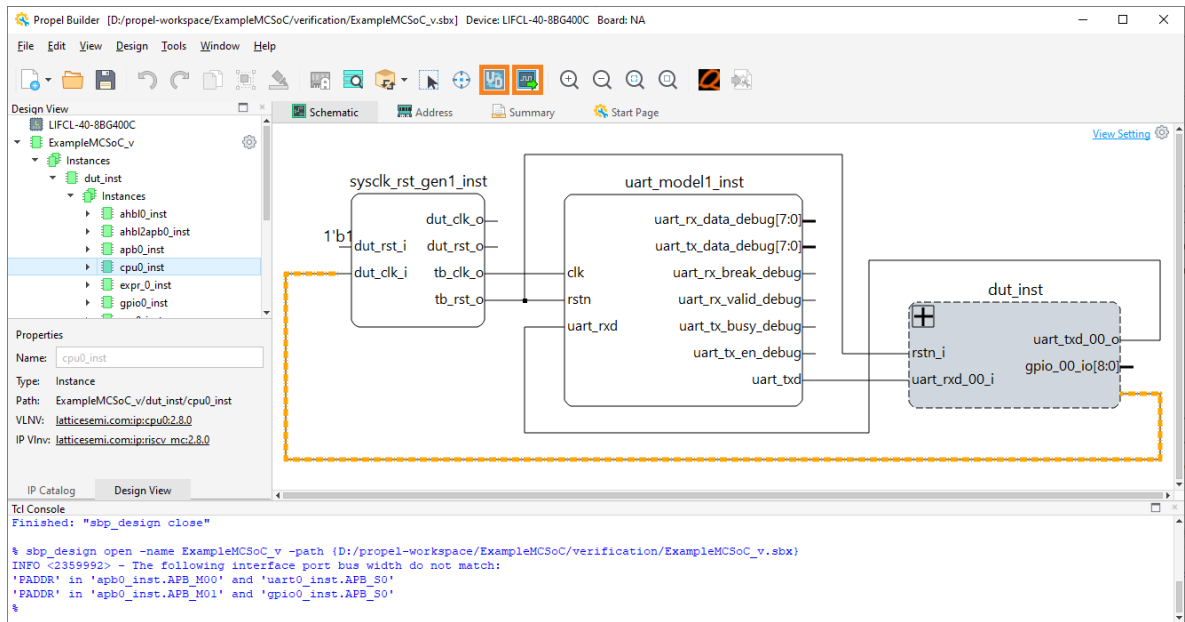 Propel Builder [D:/propel-workspace/ExampleMCSoC/verification/ExampleMCSoC_v.sbx] Device: LIFCL-40-8BG400C Board: NA
File Edit View Design Tools Window Help
Design View
LIFCL-40-8BG400C
ExampleMCSoC_v
Instances
dut_inst
Instances
ahbl0_inst
ahbl2apb0_inst
apb0_inst
cpu0_inst
expr_0_inst
gpio0_inst
Properties
Name: cpu0_inst
Type: Instance
Path: ExampleMCSoC_v/dut_inst/cpu0_inst
VLNV: latticesemi.com:ip:cpu0:2.8.0
IP Vlnv: latticesemi.com:ip:riscv_mc:2.8.0
IP Catalog Design View
Schematic Address Summary Start Page
View Setting
sysclk_rst_gen1_inst
1'b1
dut_clk_o
dut_rst_i dut_rst_o
dut_clk_i tb_clk_o
tb_rst_o
uart_model1_inst
uart_rx_data_debug[7:0]
uart_tx_data_debug[7:0]
clk uart_rx_break_debug
rstn uart_rx_valid_debug
uart_rxd uart_tx_busy_debug
uart_tx_en_debug
uart_txd
dut_inst
uart_txd_00_o
rstn_i
gpio_00_io[8:0]
uart_rxd_00_i
Tcl Console
Finished: "sbp_design close"
% sbp_design open -name ExampleMCSoC_v -path {D:/propel-workspace/ExampleMCSoC/verification/ExampleMCSoC_v.sbx}
INFO <2359992> - The following interface port bus width do not match:
'PADDR' in 'apb0_inst.APB_M00' and 'uart0_inst.APB_S0'
'PADDR' in 'apb0_inst.APB_M01' and 'gpio0_inst.APB_S0'
%